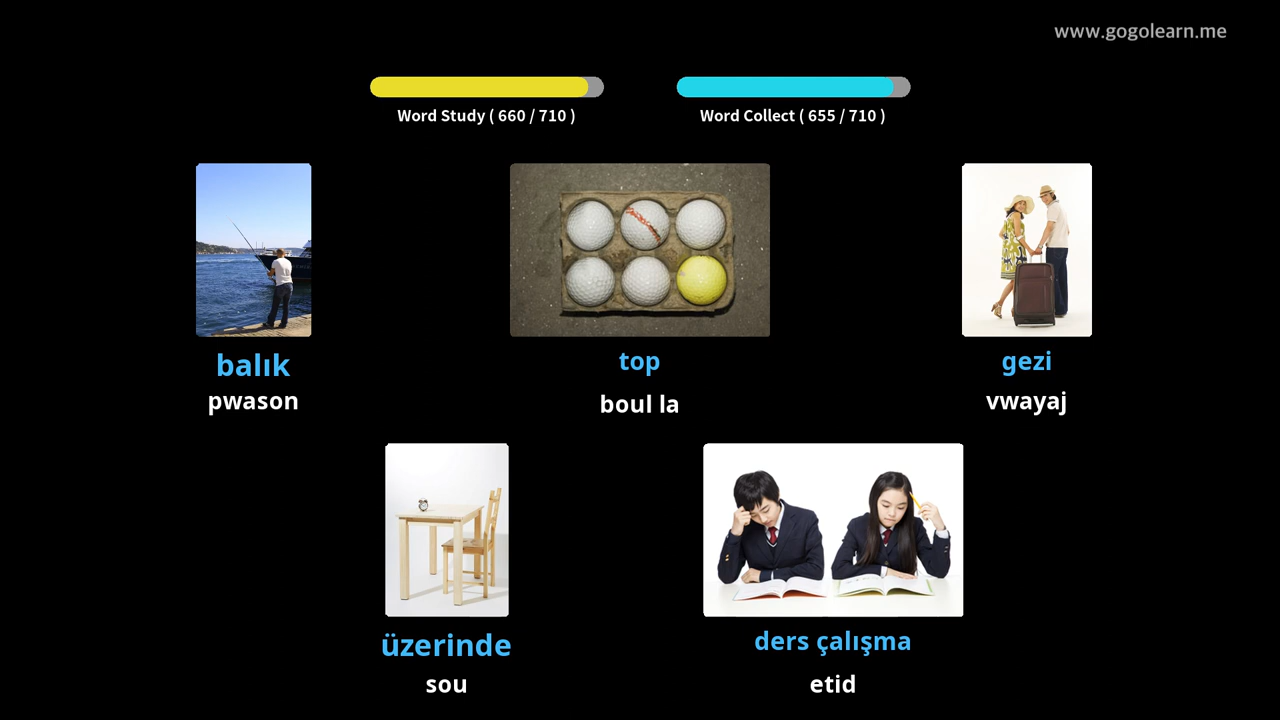 www.gogolearn.me
Word Study ( 660 / 710 )
Word Collect ( 655 / 710 )
balık
pwason
top
boul la
gezi
vwayaj
üzerinde
sou
ders çalışma
etid